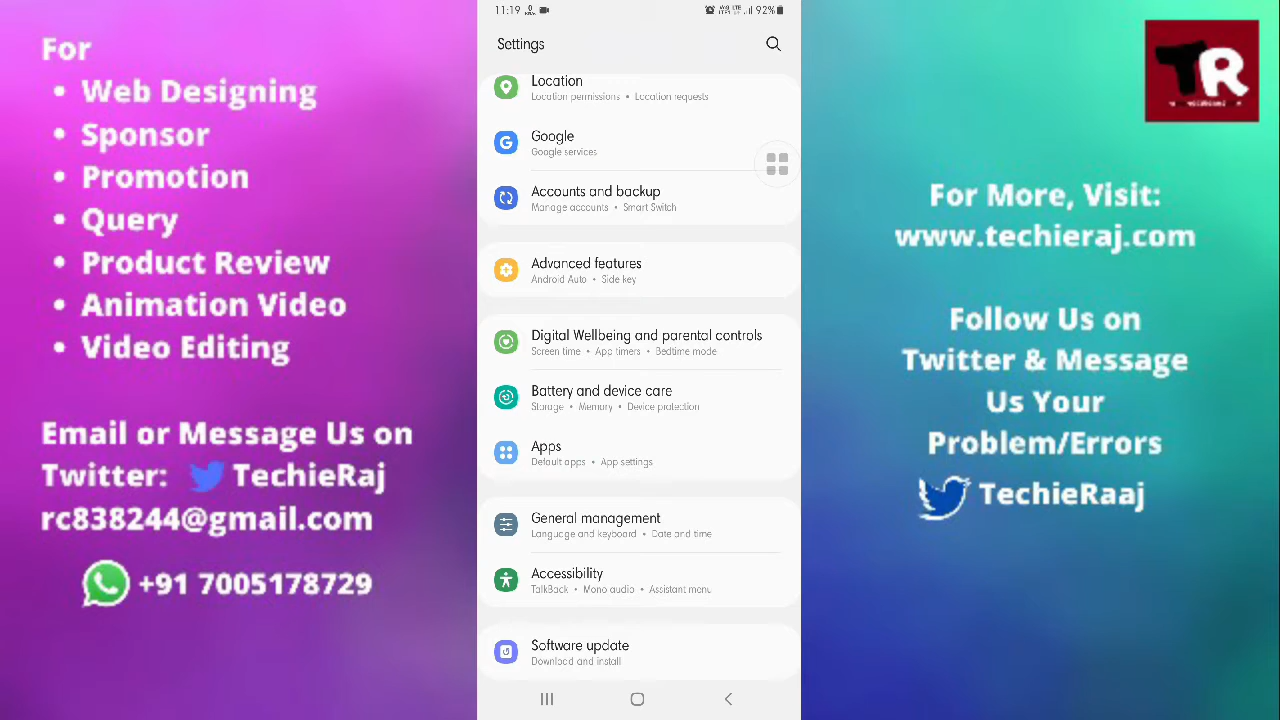 For
• Web Designing
• Sponsor
• Promotion
• Query
• Product Review
• Animation Video
• Video Editing
Email or Message Us on
Twitter: TechieRaj
rc838244@gmail.com
+91 7005178729
11:19
92%
Settings
Location
Location permissions • Location requests
Google
Google services
Accounts and backup
Manage accounts • Smart Switch
Advanced features
Android Auto • Side key
Digital Wellbeing and parental controls
Screen time • App timers • Bedtime mode
Battery and device care
Storage • Memory • Device protection
Apps
Default apps • App settings
General management
Language and keyboard • Date and time
Accessibility
TalkBack • Mono audio • Assistant menu
Software update
Download and install
TR
For More, Visit:
www.techieraj.com
Follow Us on
Twitter & Message
Us Your
Problem/Errors
TechieRaaj